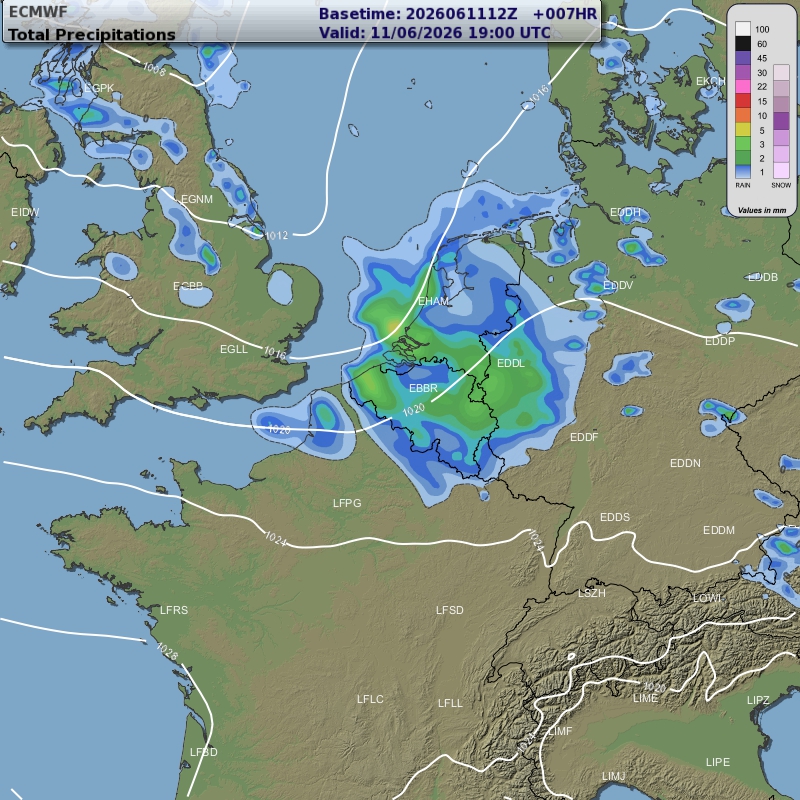 ECMWF
Basetime: 2026061112Z +007HR
Total Precipitations
Valid: 11/06/2026 19:00 UTC
100
60
45
30
22
15
10
5
3
2
1
RAIN SNOW
Values in mm
1008
EGPK
EKCH
1016
EGNM
EIDW
EDDH
1012
EGBB
EDDV
EDDB
EHAM
EGLL
1016
EDDP
EDDL
EBBR
1020
1020
EDDF
EDDN
LFPG
EDDS
EDDM
1024
1024
LSZH
LOWI
LFRS
LFSD
1028
1020
LFLC
LFLL
LIME
LIPZ
LIMF
1024
LFBD
LIPE
LIMJ